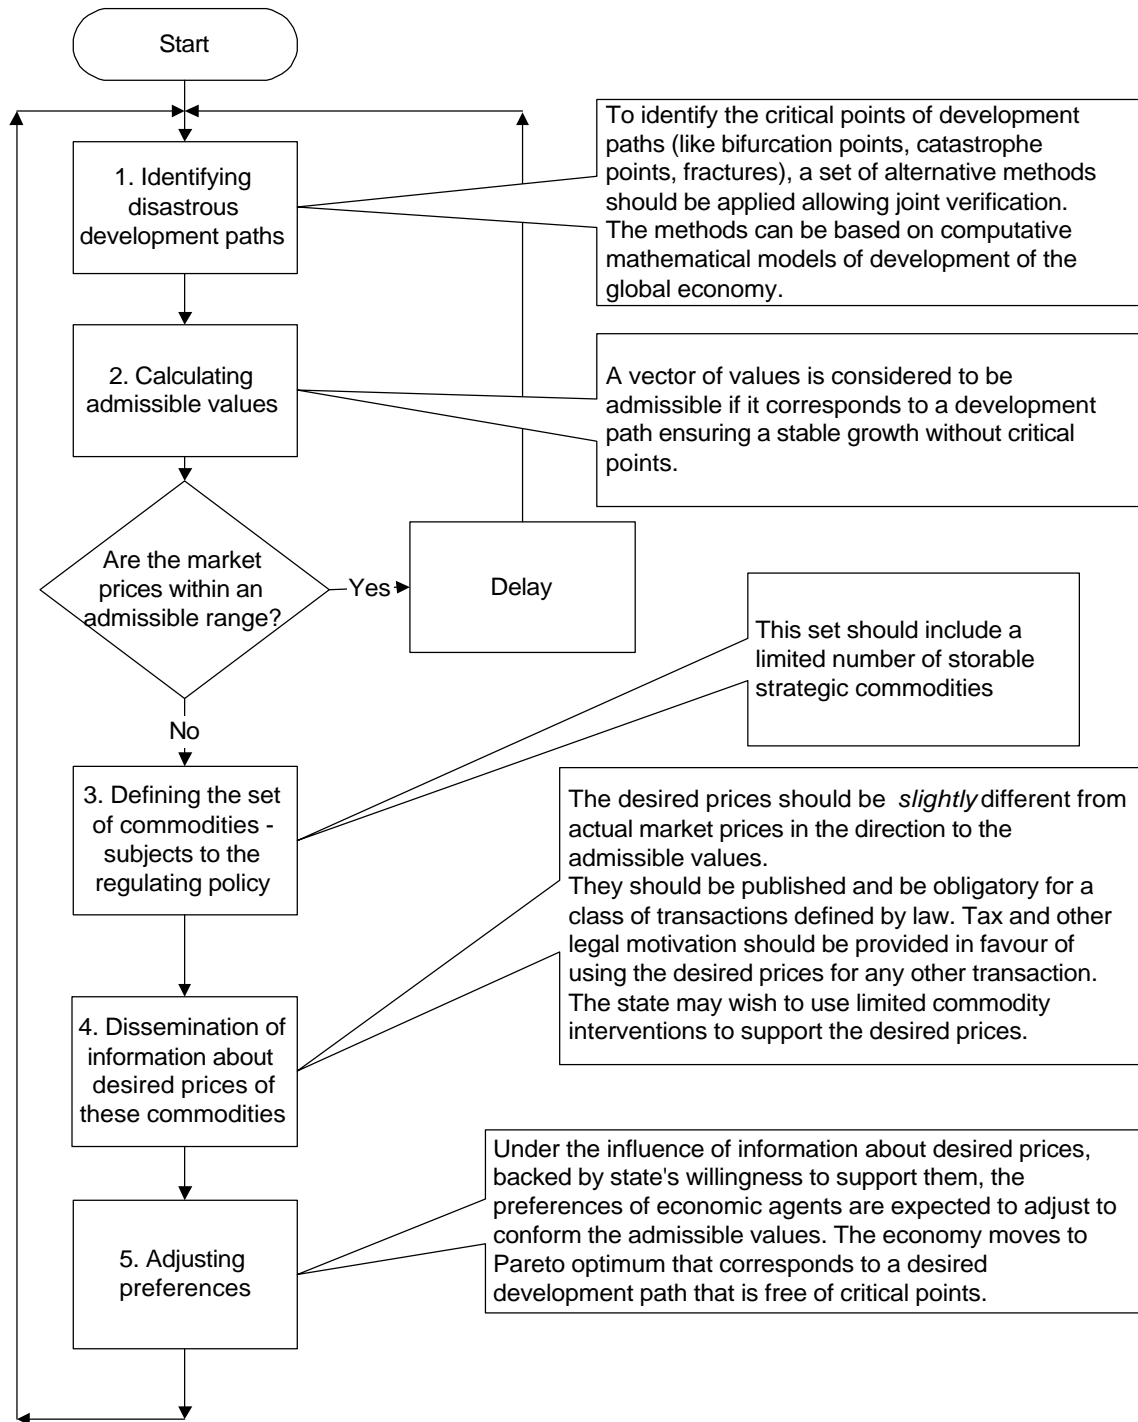 Start
1. Identifying
disastrous
development paths
To identify the critical points of development
paths (like bifurcation points, catastrophe
points, fractures), a set of alternative methods
should be applied allowing joint verification.
The methods can be based on computative
mathematical models of development of the
global economy.
2. Calculating
admissible values
A vector of values is considered to be
admissible if it corresponds to a development
path ensuring a stable growth without critical
points.
Are the market
prices within an
admissible range?
Yes
Delay
No
This set should include a
limited number of storable
strategic commodities
3. Defining the set
of commodities -
subjects to the
regulating policy
The desired prices should be slightly different from
actual market prices in the direction to the
admissible values.
They should be published and be obligatory for a
class of transactions defined by law. Tax and other
legal motivation should be provided in favour of
using the desired prices for any other transaction.
The state may wish to use limited commodity
interventions to support the desired prices.
4. Dissemination of
information about
desired prices of
these commodities
Under the influence of information about desired prices,
backed by state's willingness to support them, the
preferences of economic agents are expected to adjust to
conform the admissible values. The economy moves to
Pareto optimum that corresponds to a desired
development path that is free of critical points.
5. Adjusting
preferences